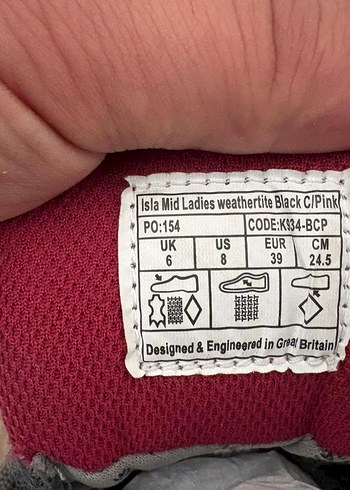 Isla Mid Ladies weathertite Black C/Pink
PO:154 CODE:K934-BCP
UK US EUR CM
6 8 39 24.5
Designed & Engineered in Great Britain